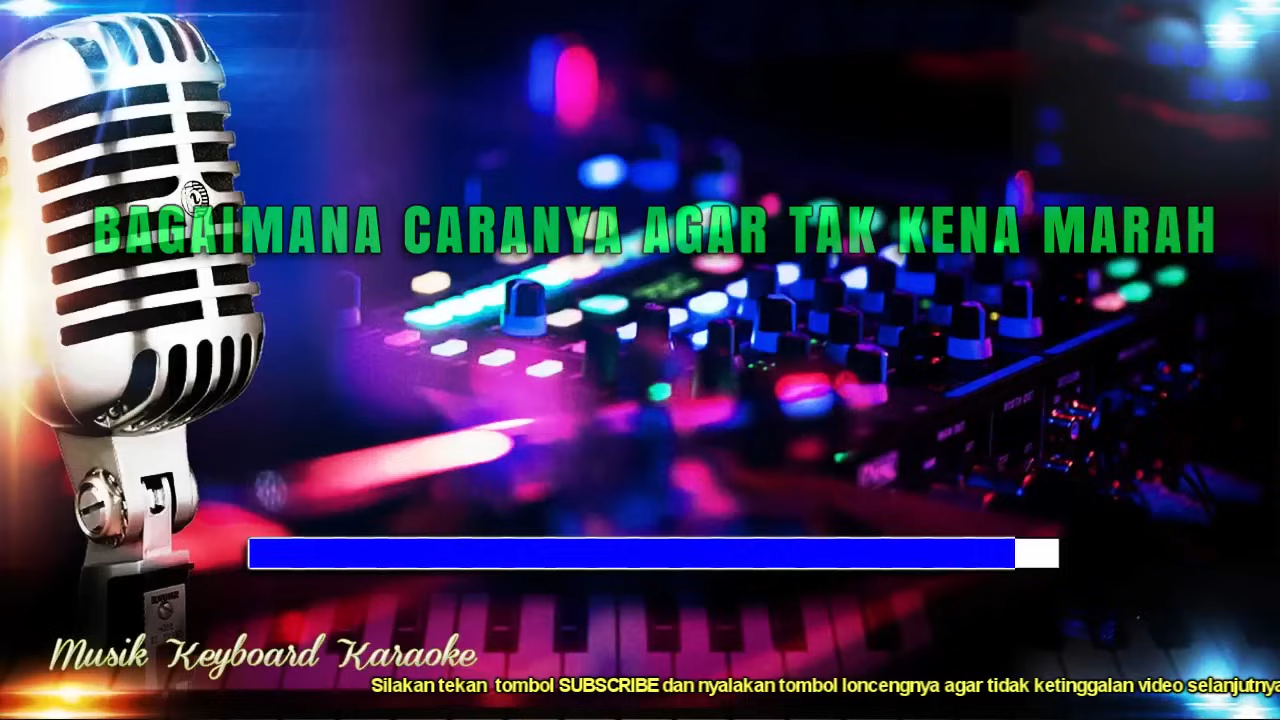 BAGAIMANA CARANYA AGAR TAK KENA MARAH
Musik Keyboard Karaoke
Silakan tekan tombol SUBSCRIBE dan nyalakan tombol loncengnya agar tidak ketinggalan video selanjutnya